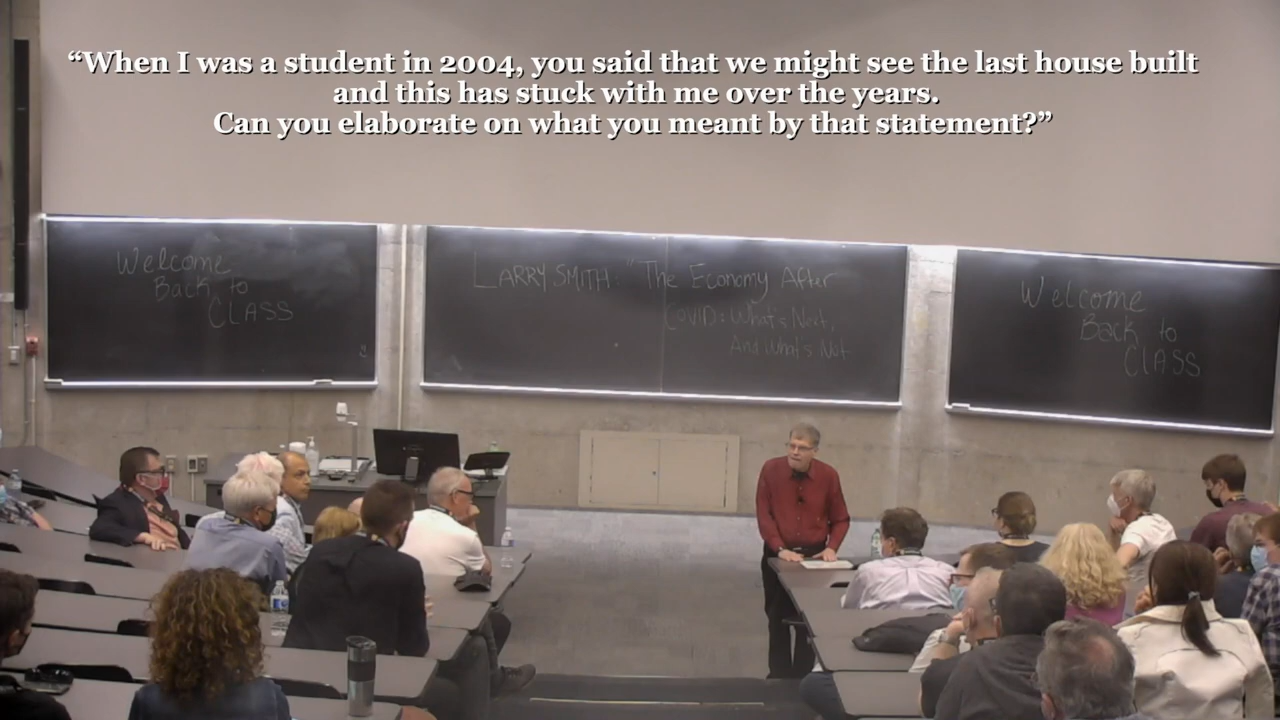 “When I was a student in 2004, you said that we might see the last house built
and this has stuck with me over the years.
Can you elaborate on what you meant by that statement?”
Welcome
Back to
CLASS
LARRY SMITH: "The Economy After
COVID: What's Next,
And What's Not
Welcome
Back to
CLASS